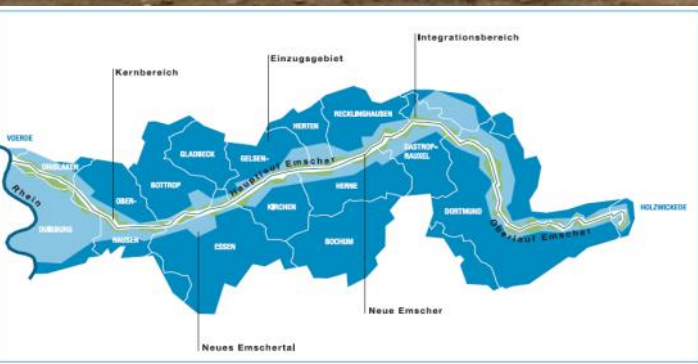 Integrationsbereich
Einzugsgebiet
Kernbereich
RECKLINGHAUSEN
HERTEN
VOERDE
CASTROP-
RAUXEL
GLADBECK
GELSEN-
DINSLAKEN
Hauptlauf Emscher
BOTTROP
HERNE
Rhein
OBER-
KIRCHEN
HOLZWICKEDE
DORTMUND
DUISBURG
Oberlauf Emscher
HAUSEN
ESSEN
BOCHUM
Neue Emscher
Neues Emschertal